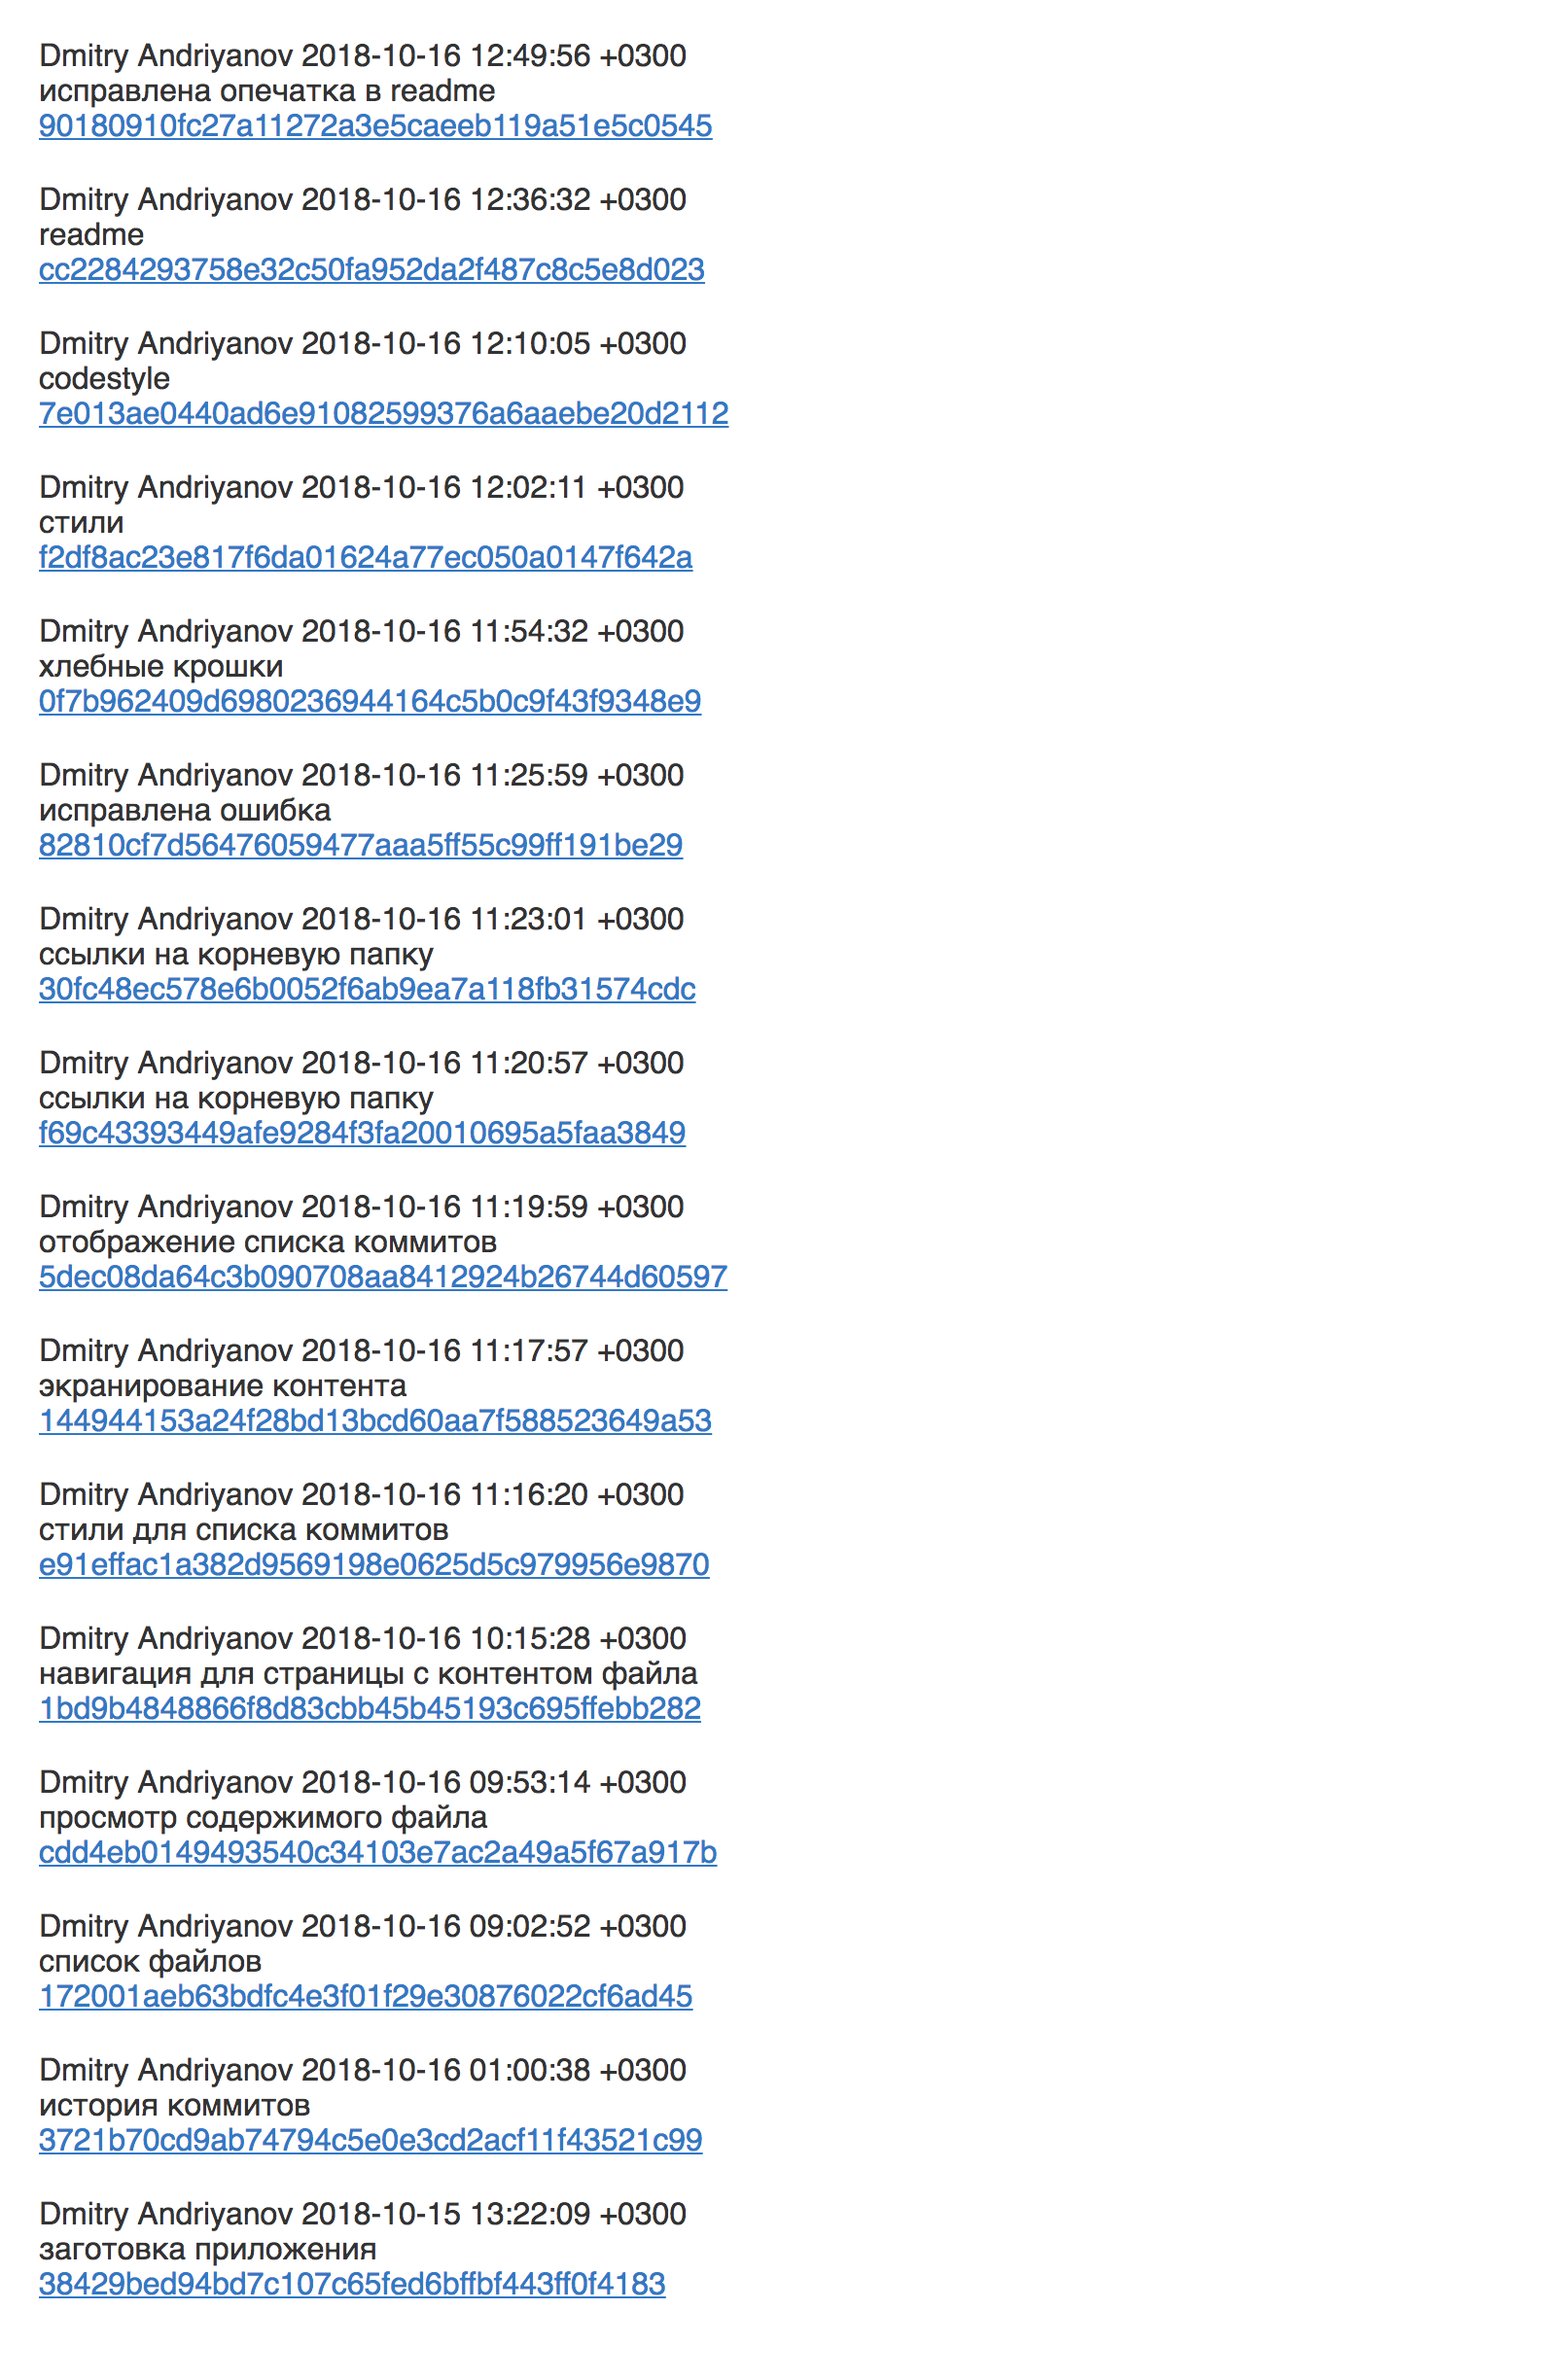 Dmitry Andriyanov 2018-10-16 12:49:56 +0300
исправлена опечатка в readme
90180910fc27a11272a3e5caeeb119a51e5c0545
Dmitry Andriyanov 2018-10-16 12:36:32 +0300
readme
cc2284293758e32c50fa952da2f487c8c5e8d023
Dmitry Andriyanov 2018-10-16 12:10:05 +0300
codestyle
7e013ae0440ad6e91082599376a6aaebe20d2112
Dmitry Andriyanov 2018-10-16 12:02:11 +0300
стили
f2df8ac23e817f6da01624a77ec050a0147f642a
Dmitry Andriyanov 2018-10-16 11:54:32 +0300
хлебные крошки
0f7b962409d6980236944164c5b0c9f43f9348e9
Dmitry Andriyanov 2018-10-16 11:25:59 +0300
исправлена ошибка
82810cf7d56476059477aaa5ff55c99ff191be29
Dmitry Andriyanov 2018-10-16 11:23:01 +0300
ссылки на корневую папку
30fc48ec578e6b0052f6ab9ea7a118fb31574cdc
Dmitry Andriyanov 2018-10-16 11:20:57 +0300
ссылки на корневую папку
f69c43393449afe9284f3fa20010695a5faa3849
Dmitry Andriyanov 2018-10-16 11:19:59 +0300
отображение списка коммитов
5dec08da64c3b090708aa8412924b26744d60597
Dmitry Andriyanov 2018-10-16 11:17:57 +0300
экранирование контента
144944153a24f28bd13bcd60aa7f588523649a53
Dmitry Andriyanov 2018-10-16 11:16:20 +0300
стили для списка коммитов
e91effac1a382d9569198e0625d5c979956e9870
Dmitry Andriyanov 2018-10-16 10:15:28 +0300
навигация для страницы с контентом файла
1bd9b4848866f8d83cbb45b45193c695ffebb282
Dmitry Andriyanov 2018-10-16 09:53:14 +0300
просмотр содержимого файла
cdd4eb0149493540c34103e7ac2a49a5f67a917b
Dmitry Andriyanov 2018-10-16 09:02:52 +0300
список файлов
172001aeb63bdfc4e3f01f29e30876022cf6ad45
Dmitry Andriyanov 2018-10-16 01:00:38 +0300
история коммитов
3721b70cd9ab74794c5e0e3cd2acf11f43521c99
Dmitry Andriyanov 2018-10-15 13:22:09 +0300
заготовка приложения
38429bed94bd7c107c65fed6bffbf443ff0f4183